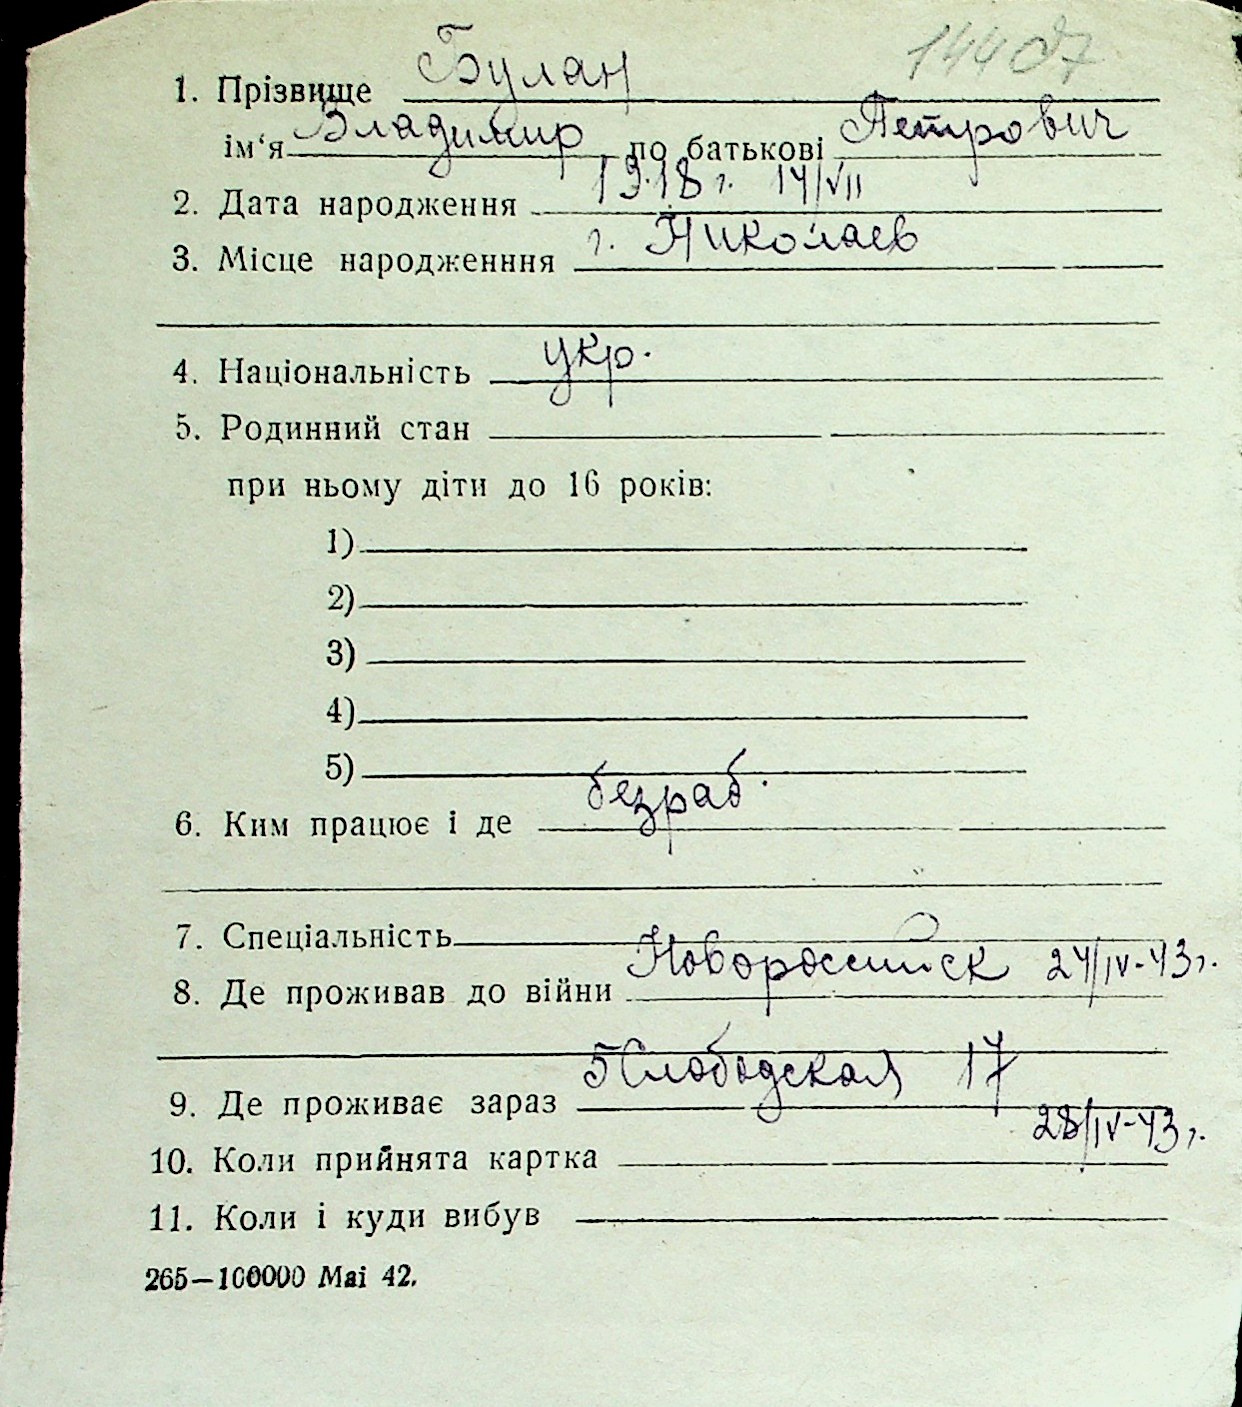 14407
1. Прізвище Булан
ім‘я Владимир по батькові Петрович
2. Дата народження 1918 г. 14/VII
3. Місце народженння г. Николаев
4. Національність укр.
5. Родинний стан
при ньому діти до 16 років:
1)
2)
3)
4)
5)
6. Ким працює і де безраб.
7. Спеціальність
8. Де проживав до війни Новороссийск 24/IV-43г.
9. Де проживає зараз 5 Слободская 17
10. Коли прийнята картка 28/IV-43г.
11. Коли і куди вибув
265—100000 Mai 42.